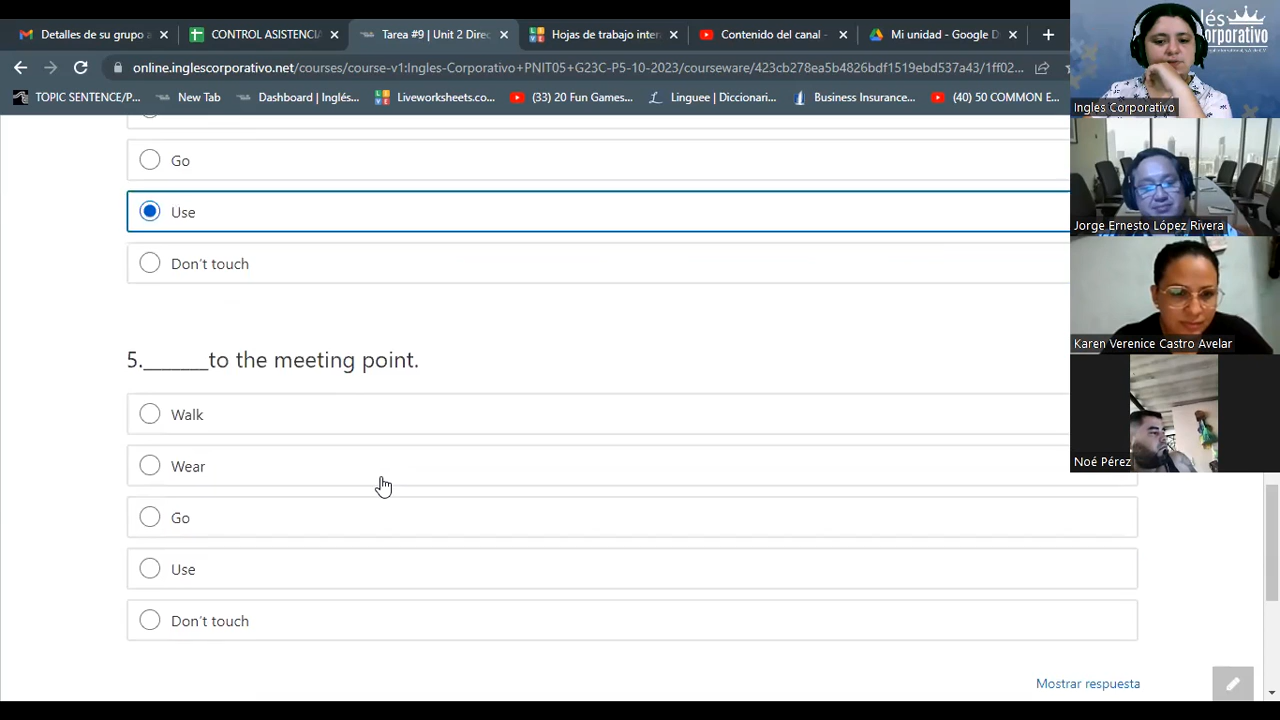 Detalles de su grupo a
CONTROL ASISTENCIA
Tarea #9 | Unit 2 Direc
Hojas de trabajo inter
Contenido del canal -
Mi unidad - Google D
online.inglescorporativo.net/courses/course-v1:Ingles-Corporativo+PNIT05+G23C-P5-10-2023/courseware/423cb278ea5b4826bdf1519ebd537a43/1ff02...
TOPIC SENTENCE/P...
New Tab
Dashboard | Inglés...
Liveworksheets.co...
(33) 20 Fun Games...
Linguee | Diccionari...
Business Insurance...
(40) 50 COMMON E...
Go
Use
Don't touch
5._______to the meeting point.
Walk
Wear
Go
Use
Don't touch
Mostrar respuesta
lés
rporativo
Ingles Corporativo
Jorge Ernesto López Rivera
Karen Verenice Castro Avelar
Noé Pérez